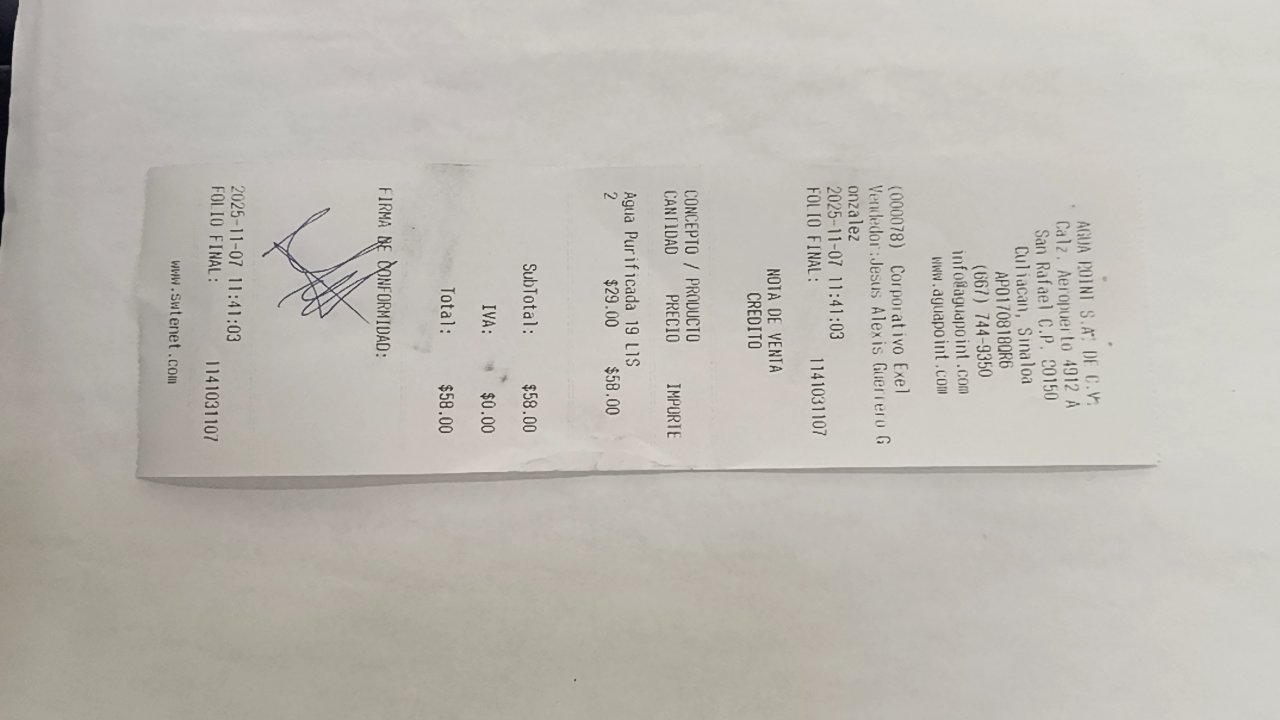 AGUA POINT S.A. DE C.V.
Calz. Aeropuerto 4912 A
San Rafael C.P. 80150
Culiacan, Sinaloa
APO170818QR6
(667) 744-9350
info@aguapoint.com
www.aguapoint.com
(000078) Corporativo Exel
Vendedor:Jesus Alexis Guerrero G
onzalez
2025-11-07 11:41:03
FOLIO FINAL: 1141031107
NOTA DE VENTA
CREDITO
CONCEPTO / PRODUCTO
CANTIDAD PRECIO IMPORTE
Agua Purificada 19 LTS
2 $29.00 $58.00
SubTotal: $58.00
IVA: $0.00
Total: $58.00
FIRMA DE CONFORMIDAD:
2025-11-07 11:41:03
FOLIO FINAL: 1141031107
www.swtenet.com